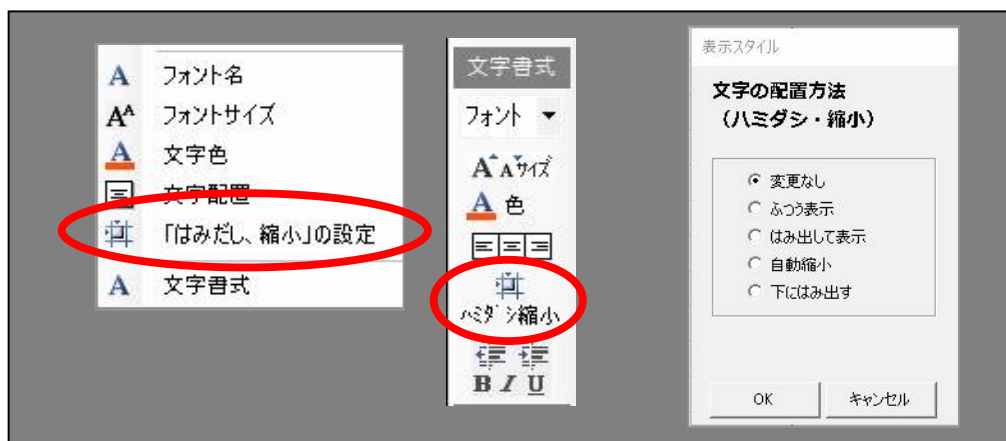 フォント名
フォントサイズ
文字色
文字配置
「はみだし、縮小」の設定
文字書式
文字書式
フォント
サイズ
色
ハミダシ縮小
B I U
表示スタイル
文字の配置方法
（ハミダシ・縮小）
変更なし
ふつう表示
はみ出して表示
自動縮小
下にはみ出す
OK キャンセル